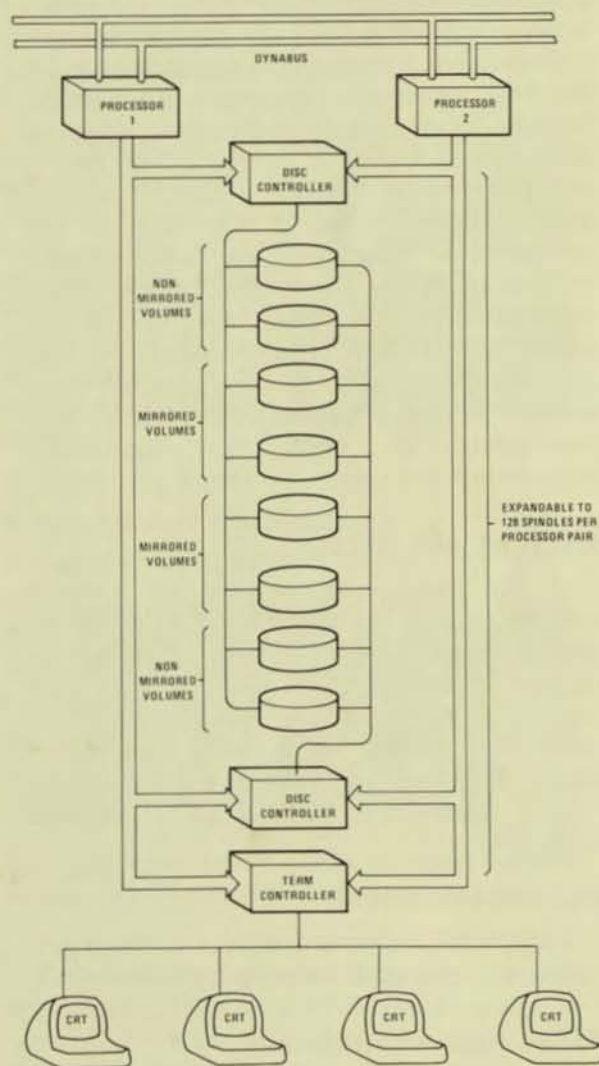 DYNABUS
PROCESSOR
1
PROCESSOR
2
DISC
CONTROLLER
NON
MIRRORED
VOLUMES
MIRRORED
VOLUMES
MIRRORED
VOLUMES
EXPANDABLE TO
128 SPINDLES PER
PROCESSOR PAIR
NON
MIRRORED
VOLUMES
DISC
CONTROLLER
TERM
CONTROLLER
CRT
CRT
CRT
CRT